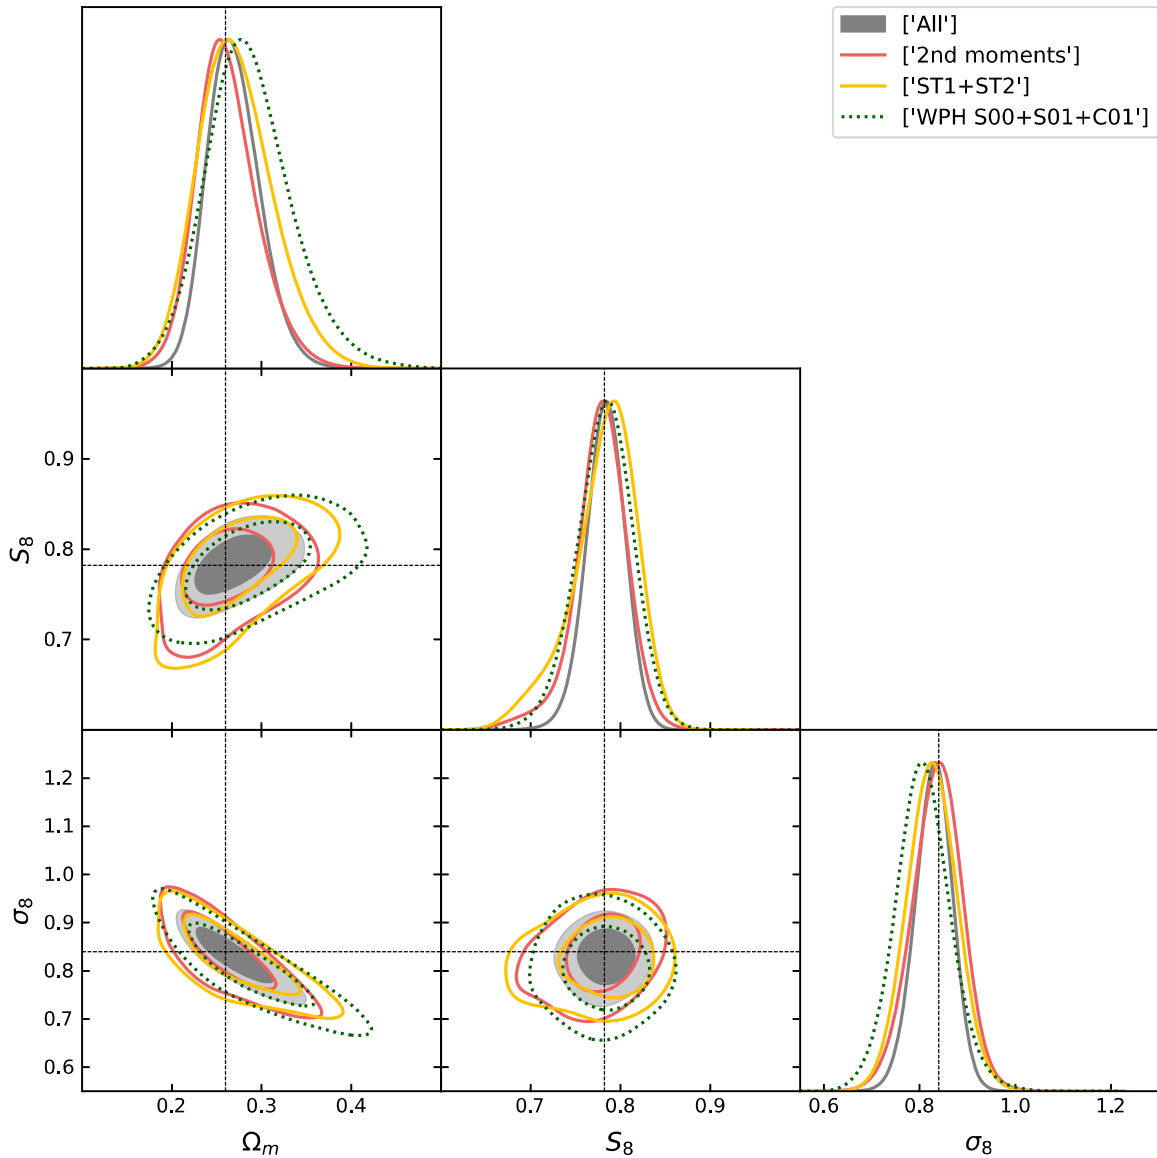 ['All']
['2nd moments']
['ST1+ST2']
['WPH S00+S01+C01']
0.9
0.8
0.7
S₈
1.2
1.1
1.0
0.9
0.8
0.7
0.6
σ₈
0.2 0.3 0.4 0.7 0.8 0.9 0.6 0.8 1.0 1.2
Ωₘ S₈ σ₈